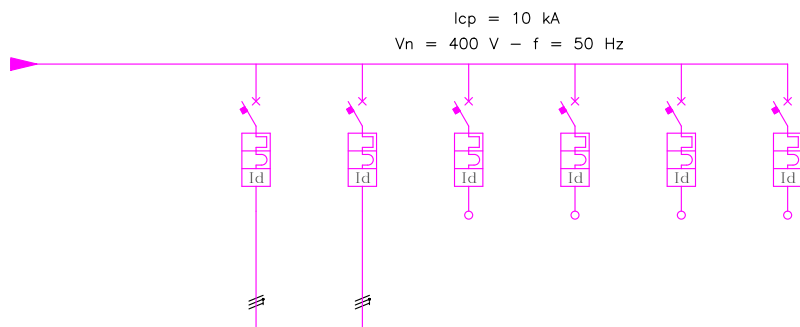 Icp = 10 kA
Vn = 400 V - f = 50 Hz
Id Id Id Id Id Id